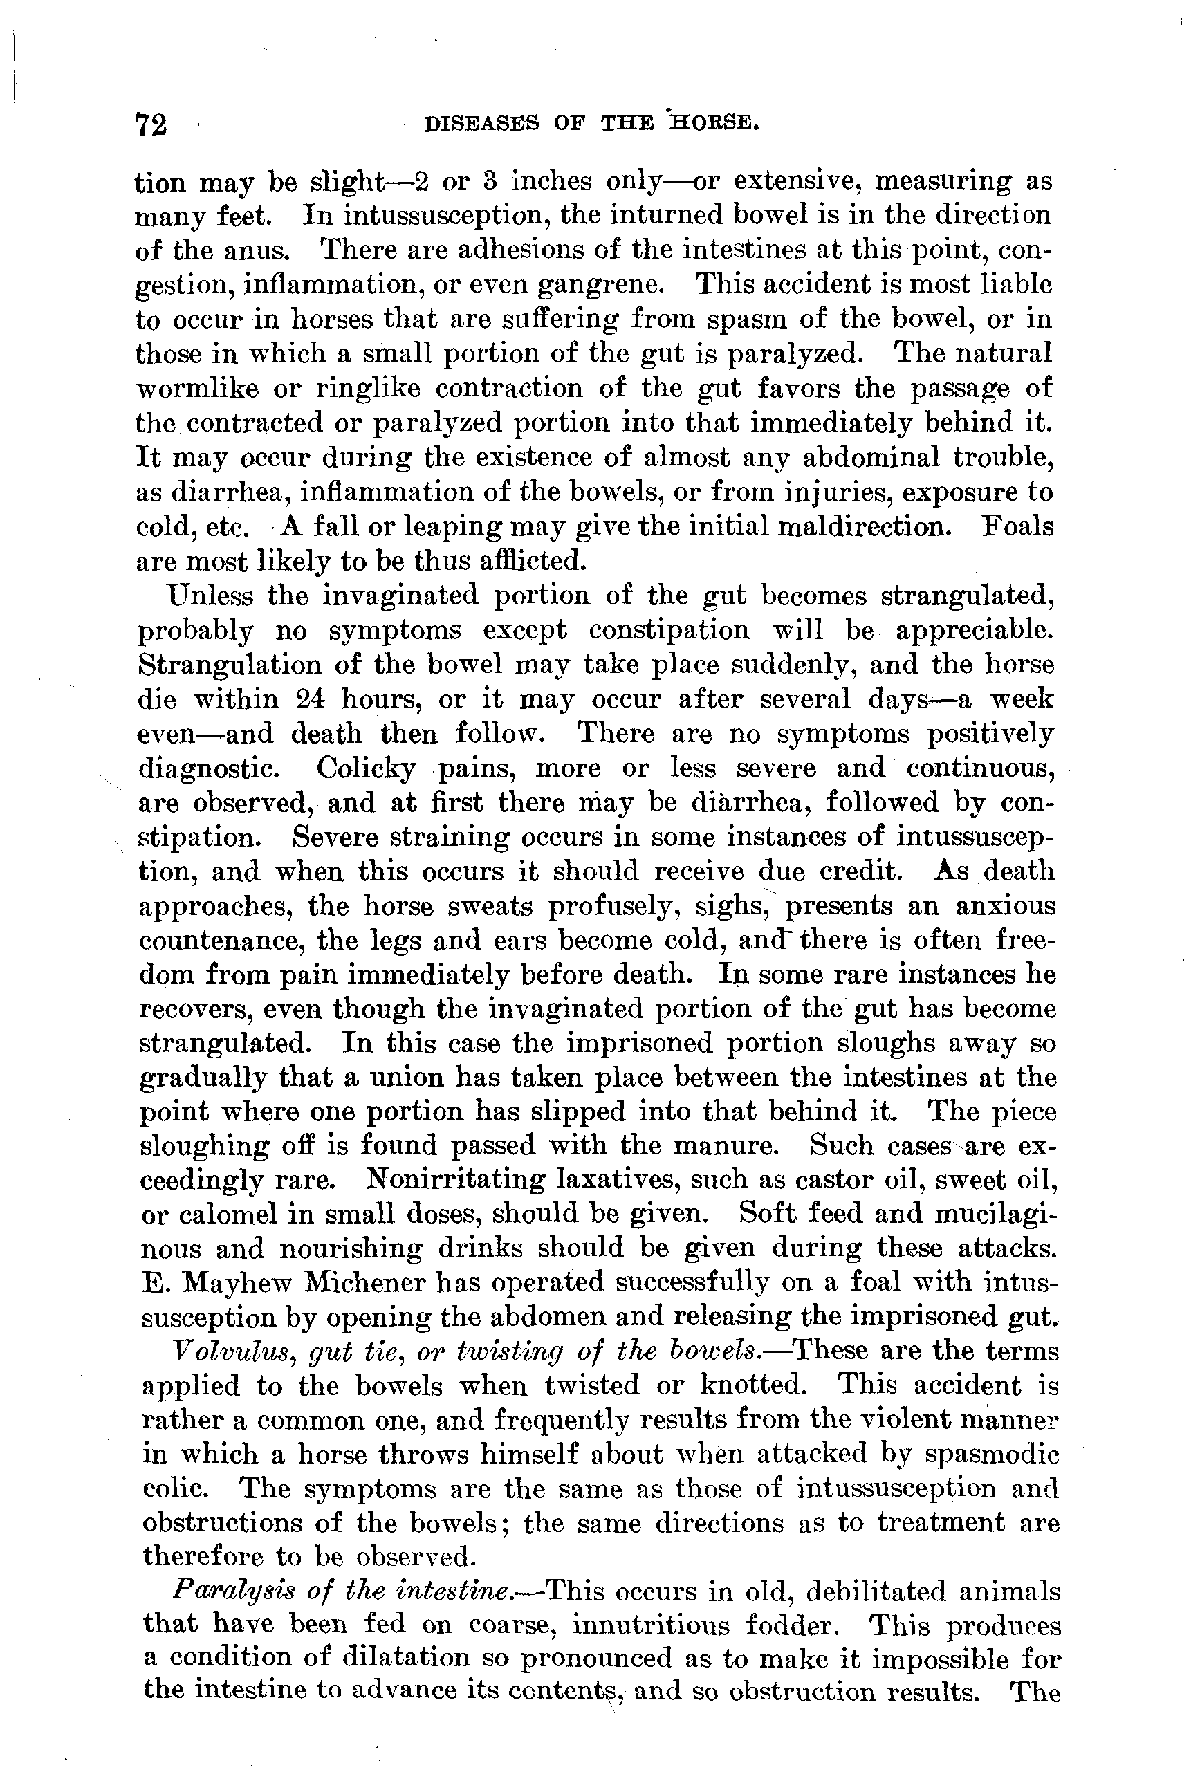 72 DISEASES OF THE HORSE.
tion may be slight—2 or 3 inches only—or extensive, measuring as
many feet. In intussusception, the inturned bowel is in the direction
of the anus. There are adhesions of the intestines at this point, con-
gestion, inflammation, or even gangrene. This accident is most liable
to occur in horses that are suffering from spasm of the bowel, or in
those in which a small portion of the gut is paralyzed. The natural
wormlike or ringlike contraction of the gut favors the passage of
the contracted or paralyzed portion into that immediately behind it.
It may occur during the existence of almost any abdominal trouble,
as diarrhea, inflammation of the bowels, or from injuries, exposure to
cold, etc. A fall or leaping may give the initial maldirection. Foals
are most likely to be thus afflicted.
Unless the invaginated portion of the gut becomes strangulated,
probably no symptoms except constipation will be appreciable.
Strangulation of the bowel may take place suddenly, and the horse
die within 24 hours, or it may occur after several days—a week
even—and death then follow. There are no symptoms positively
diagnostic. Colicky pains, more or less severe and continuous,
are observed, and at first there may be diarrhea, followed by con-
stipation. Severe straining occurs in some instances of intussuscep-
tion, and when this occurs it should receive due credit. As death
approaches, the horse sweats profusely, sighs, presents an anxious
countenance, the legs and ears become cold, and there is often free-
dom from pain immediately before death. In some rare instances he
recovers, even though the invaginated portion of the gut has become
strangulated. In this case the imprisoned portion sloughs away so
gradually that a union has taken place between the intestines at the
point where one portion has slipped into that behind it. The piece
sloughing off is found passed with the manure. Such cases are ex-
ceedingly rare. Nonirritating laxatives, such as castor oil, sweet oil,
or calomel in small doses, should be given. Soft feed and mucilagi-
nous and nourishing drinks should be given during these attacks.
E. Mayhew Michener has operated successfully on a foal with intus-
susception by opening the abdomen and releasing the imprisoned gut.
Volvulus, gut tie, or twisting of the bowels.—These are the terms
applied to the bowels when twisted or knotted. This accident is
rather a common one, and frequently results from the violent manner
in which a horse throws himself about when attacked by spasmodic
colic. The symptoms are the same as those of intussusception and
obstructions of the bowels; the same directions as to treatment are
therefore to be observed.
Paralysis of the intestine.—This occurs in old, debilitated animals
that have been fed on coarse, innutritious fodder. This produces
a condition of dilatation so pronounced as to make it impossible for
the intestine to advance its contents, and so obstruction results. The